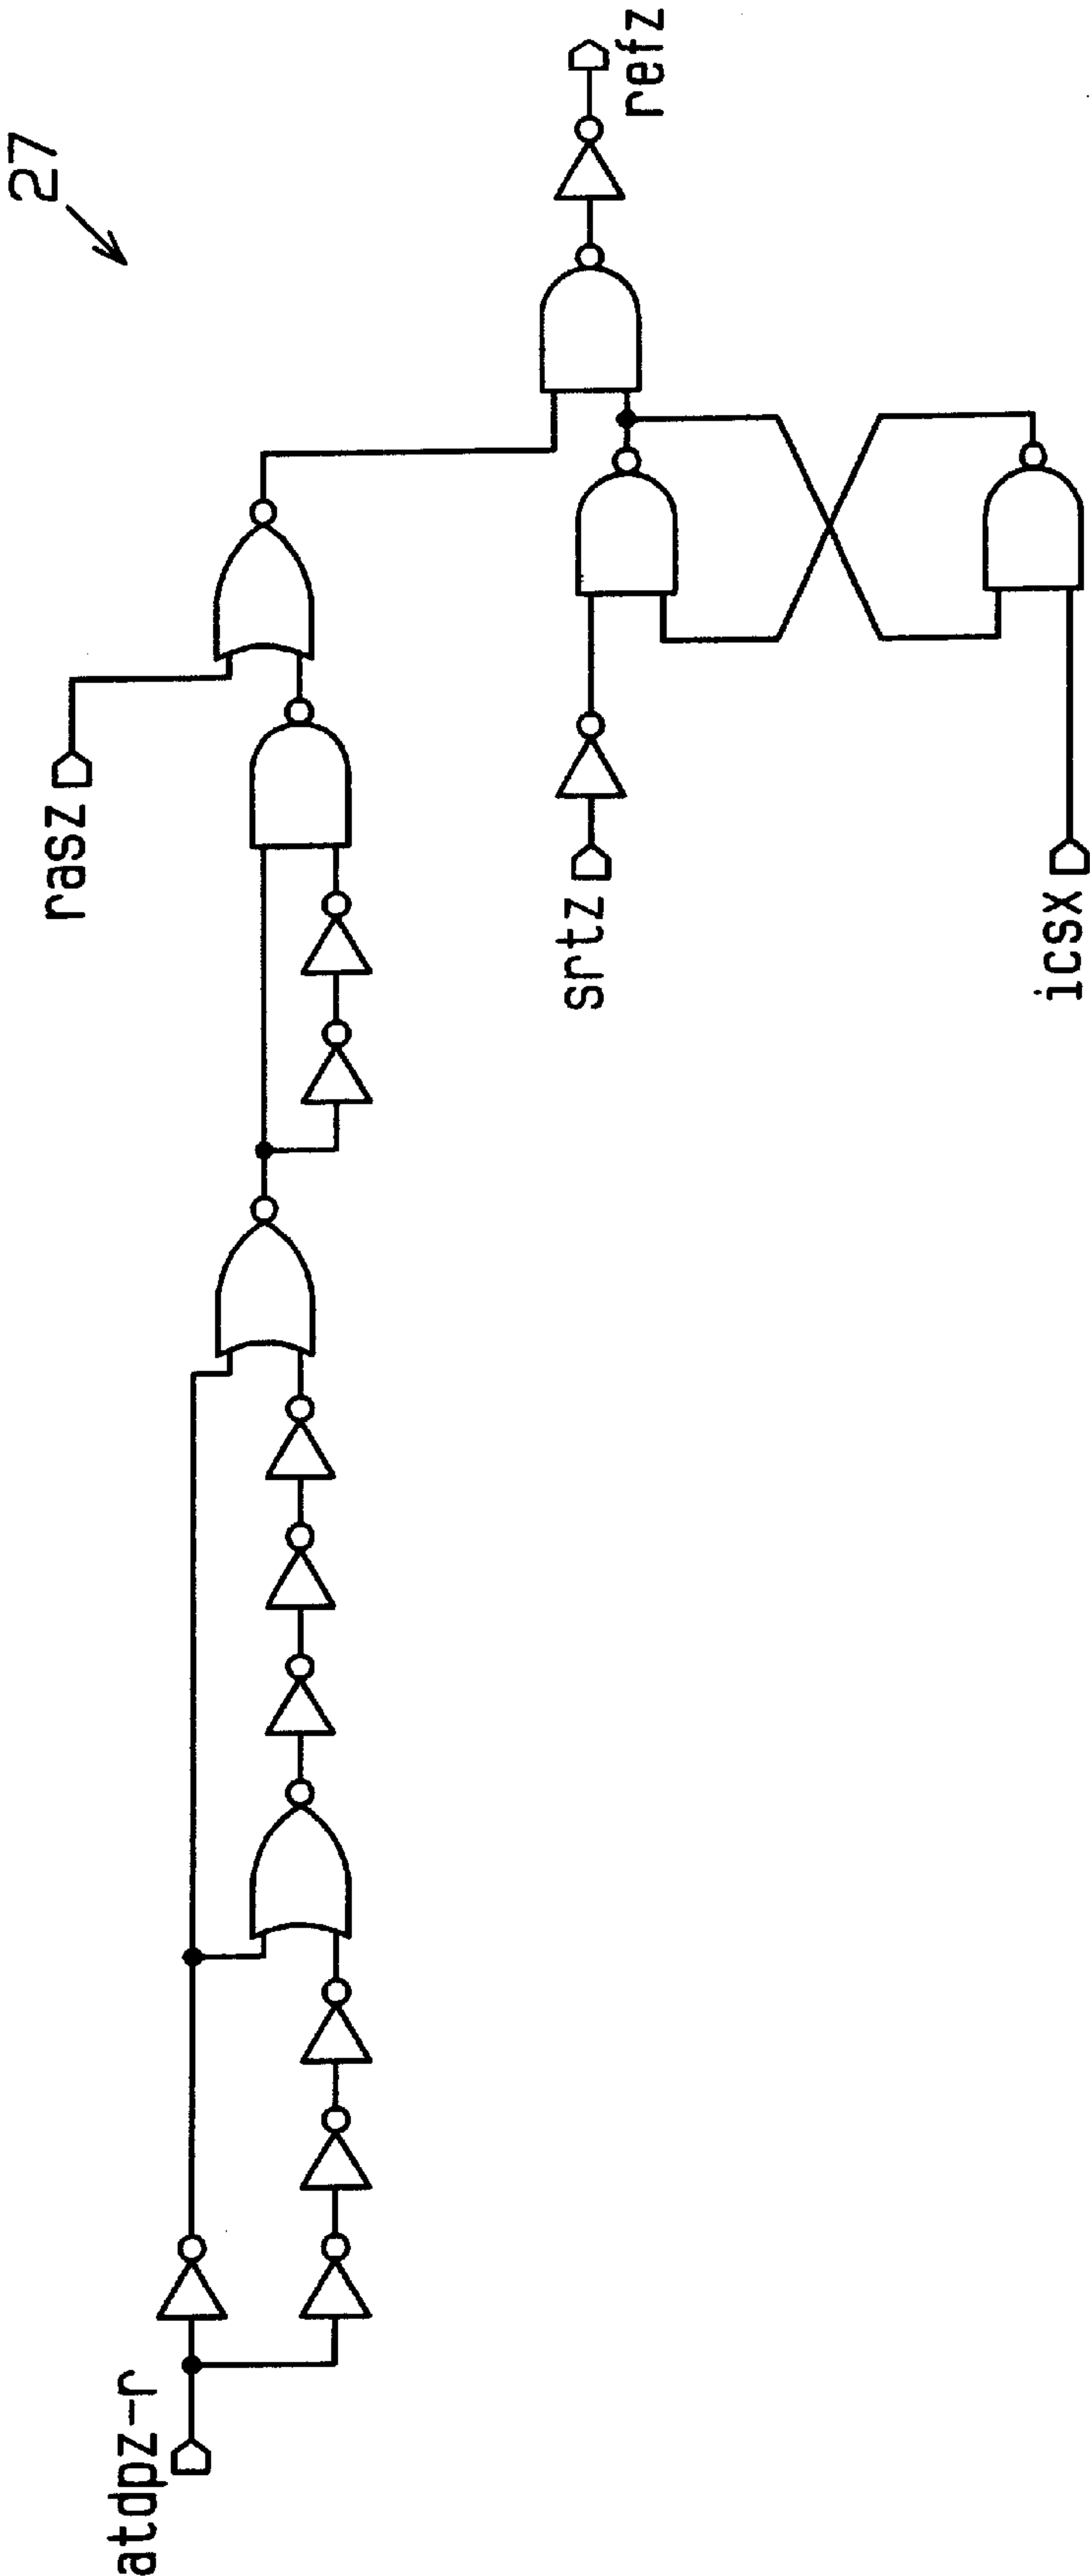 27
atdpz-r
rasz
srtz
icsx
refz